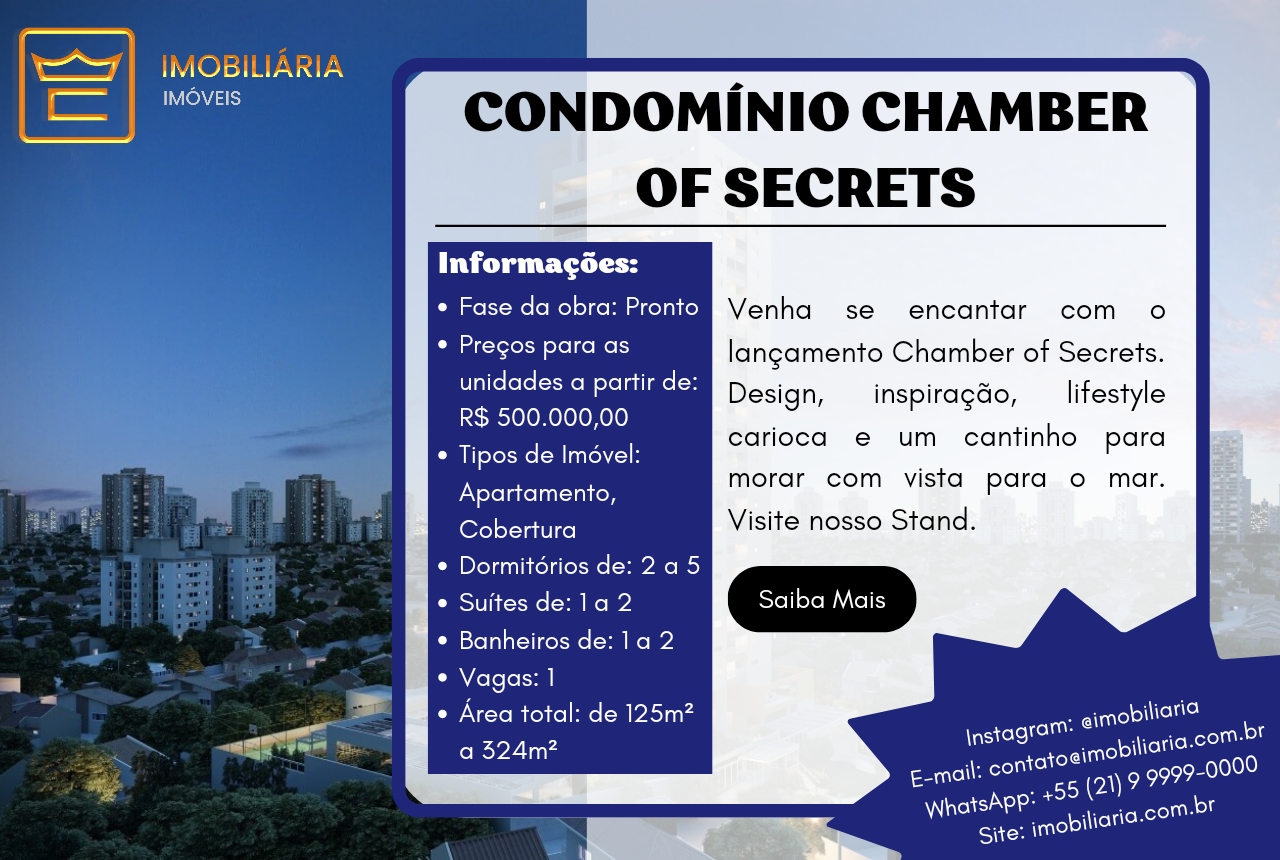 IMOBILIÁRIA
IMÓVEIS
CONDOMÍNIO CHAMBER
OF SECRETS
Informações:
• Fase da obra: Pronto
• Preços para as
unidades a partir de:
R$ 500.000,00
• Tipos de Imóvel:
Apartamento,
Cobertura
• Dormitórios de: 2 a 5
• Suítes de: 1 a 2
• Banheiros de: 1 a 2
• Vagas: 1
• Área total: de 125m²
a 324m²
Venha se encantar com o
lançamento Chamber of Secrets.
Design, inspiração, lifestyle
carioca e um cantinho para
morar com vista para o mar.
Visite nosso Stand.
Saiba Mais
Instagram: @imobiliaria
E-mail: contato@imobiliaria.com.br
WhatsApp: +55 (21) 9 9999-0000
Site: imobiliaria.com.br